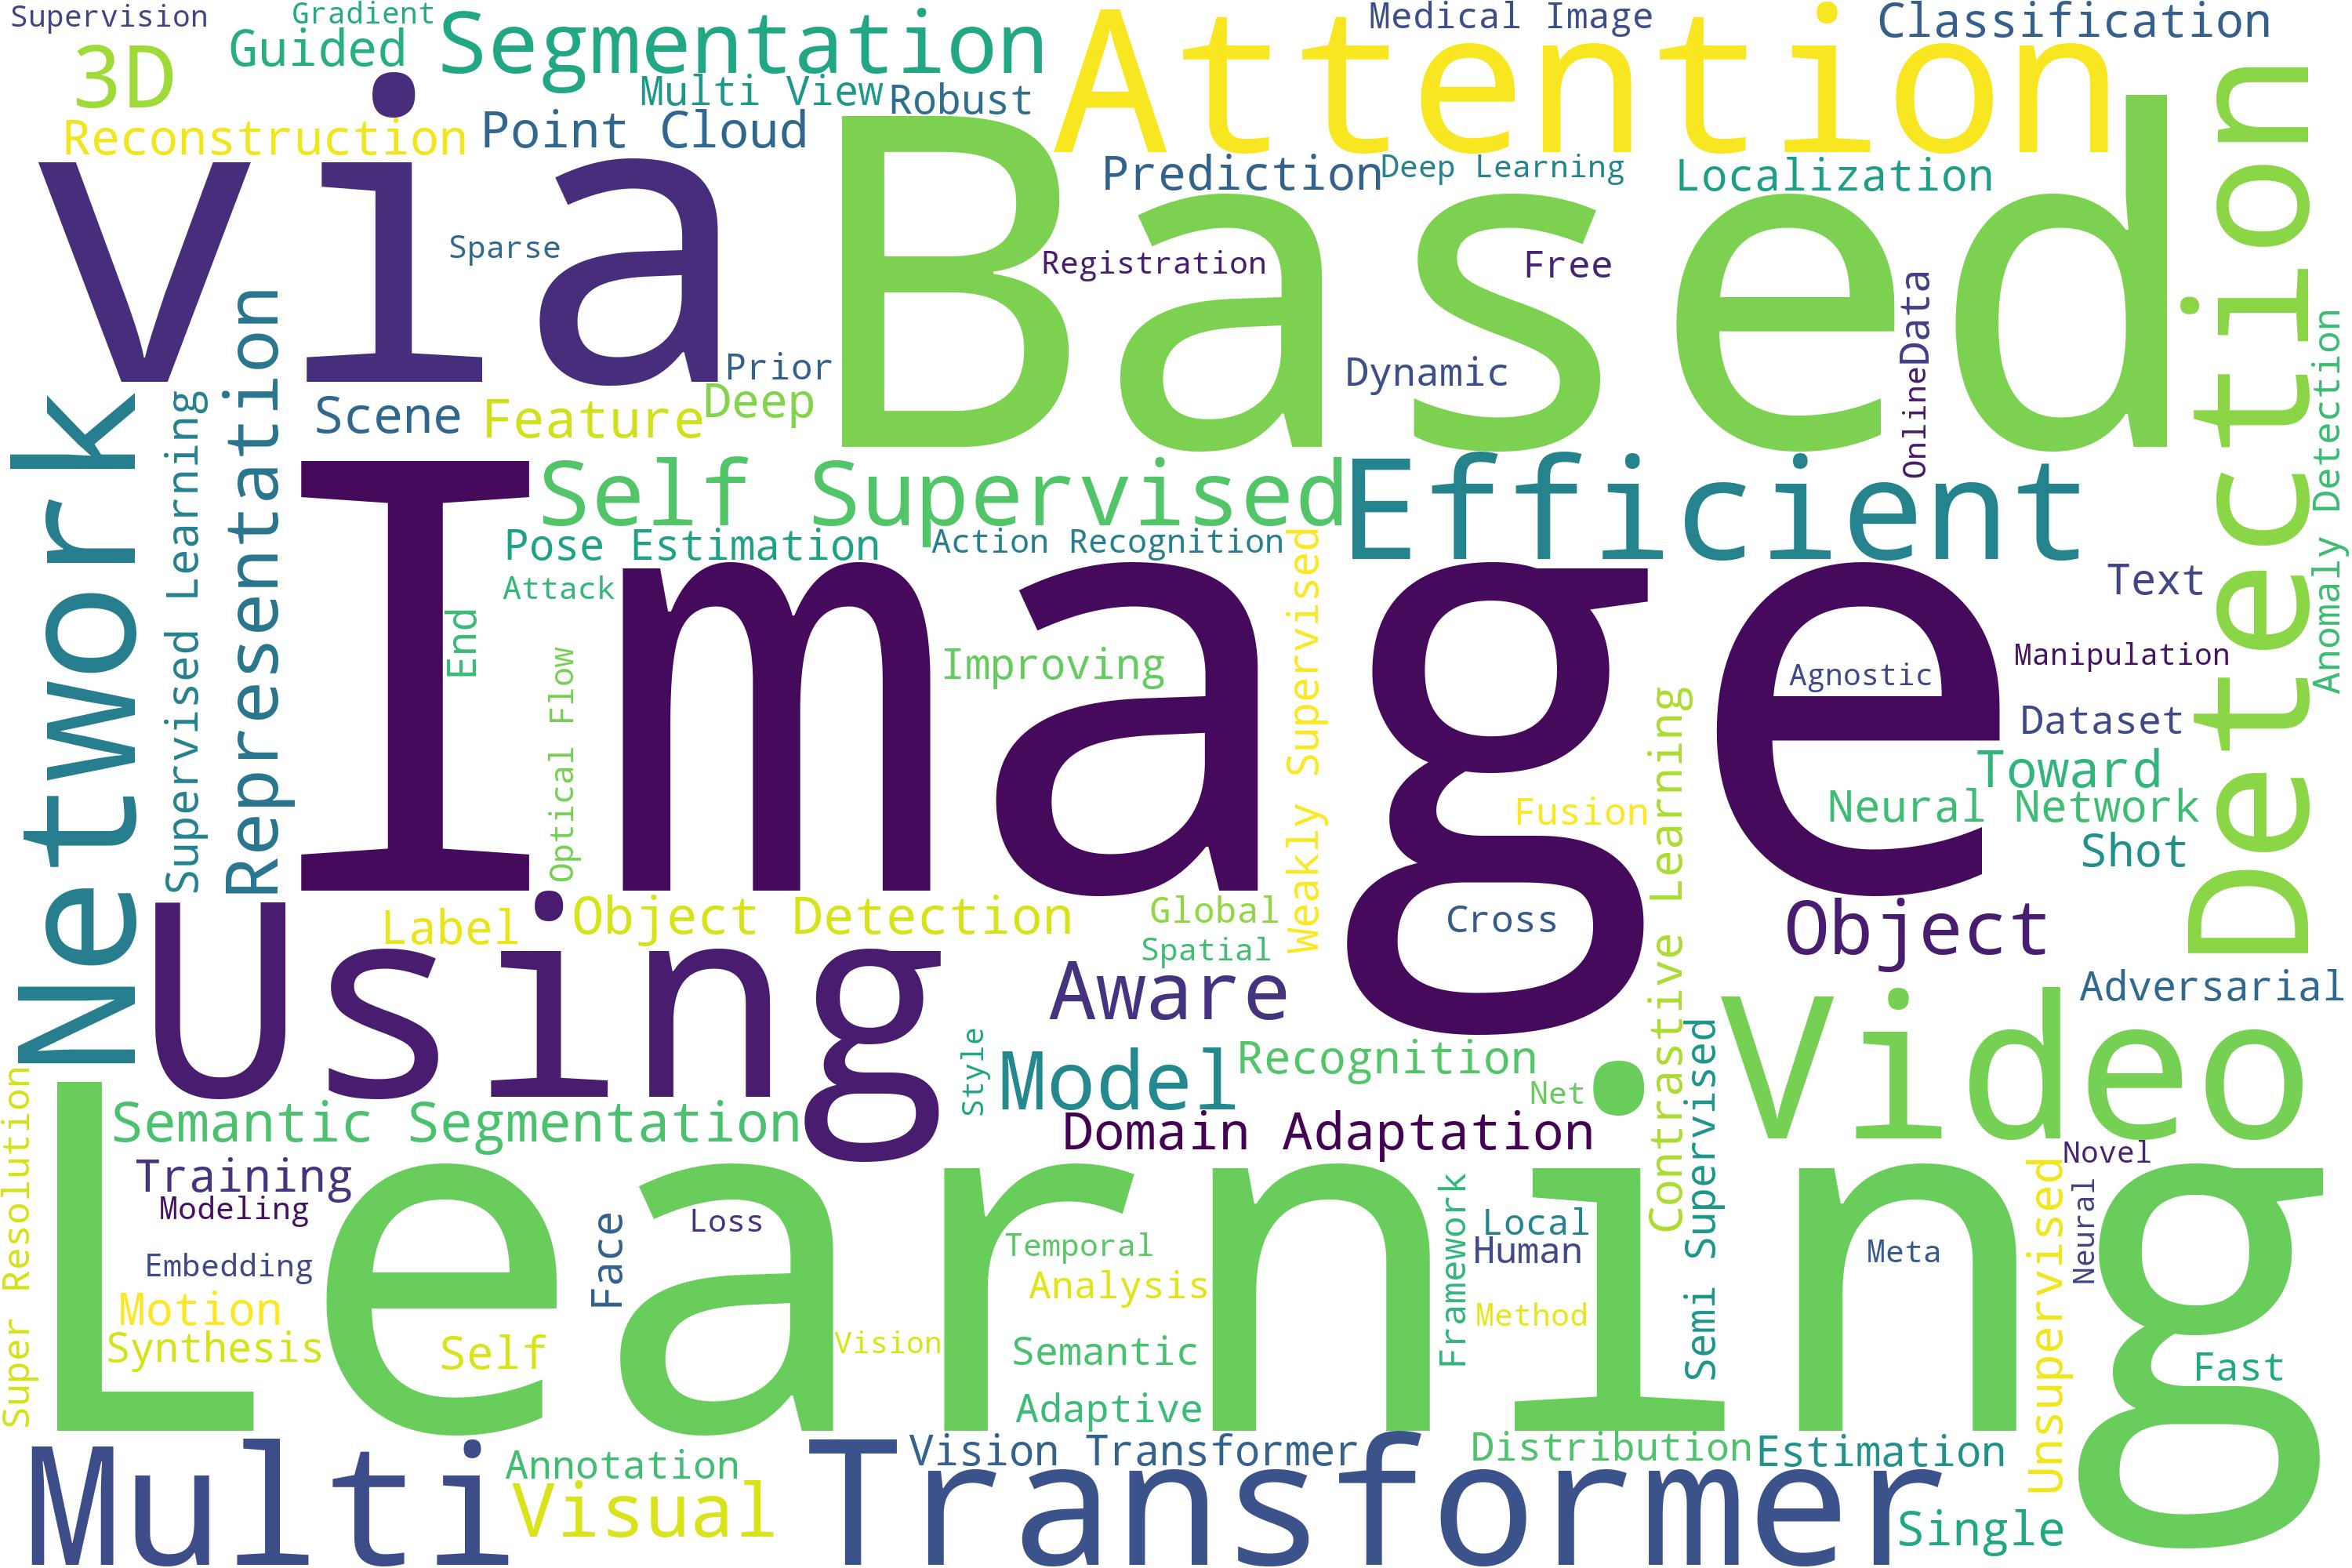 Supervision
Gradient
Guided
3D
Segmentation
Attention
Medical Image
Classification
Multi View
Robust
Reconstruction
Point Cloud
Prediction
Deep Learning
Localization
via
Based
Detection
Sparse
Registration
Free
Data
Online
Prior
Dynamic
Deep
Scene
Feature
Anomaly Detection
Network
Supervised Learning
Representation
Self Supervised
Efficient
Pose Estimation
Action Recognition
Attack
Text
Image
End
Optical Flow
Improving
Weakly Supervised
Agnostic
Manipulation
Dataset
Toward
Fusion
Neural Network
Shot
Contrastive Learning
Label
Object Detection
Global
Cross
Object
Spatial
Using
Aware
Adversarial
Video
Style
Model
Recognition
Net
Semi Supervised
Super Resolution
Semantic Segmentation
Domain Adaptation
Novel
Learning
Training
Modeling
Face
Loss
Local
Framework
Human
Temporal
Meta
Neural
Unsupervised
Embedding
Analysis
Motion
Method
Synthesis
Self
Vision
Semantic
Fast
Adaptive
Multi
Annotation
Visual
Transformer
Vision Transformer
Distribution
Estimation
Single